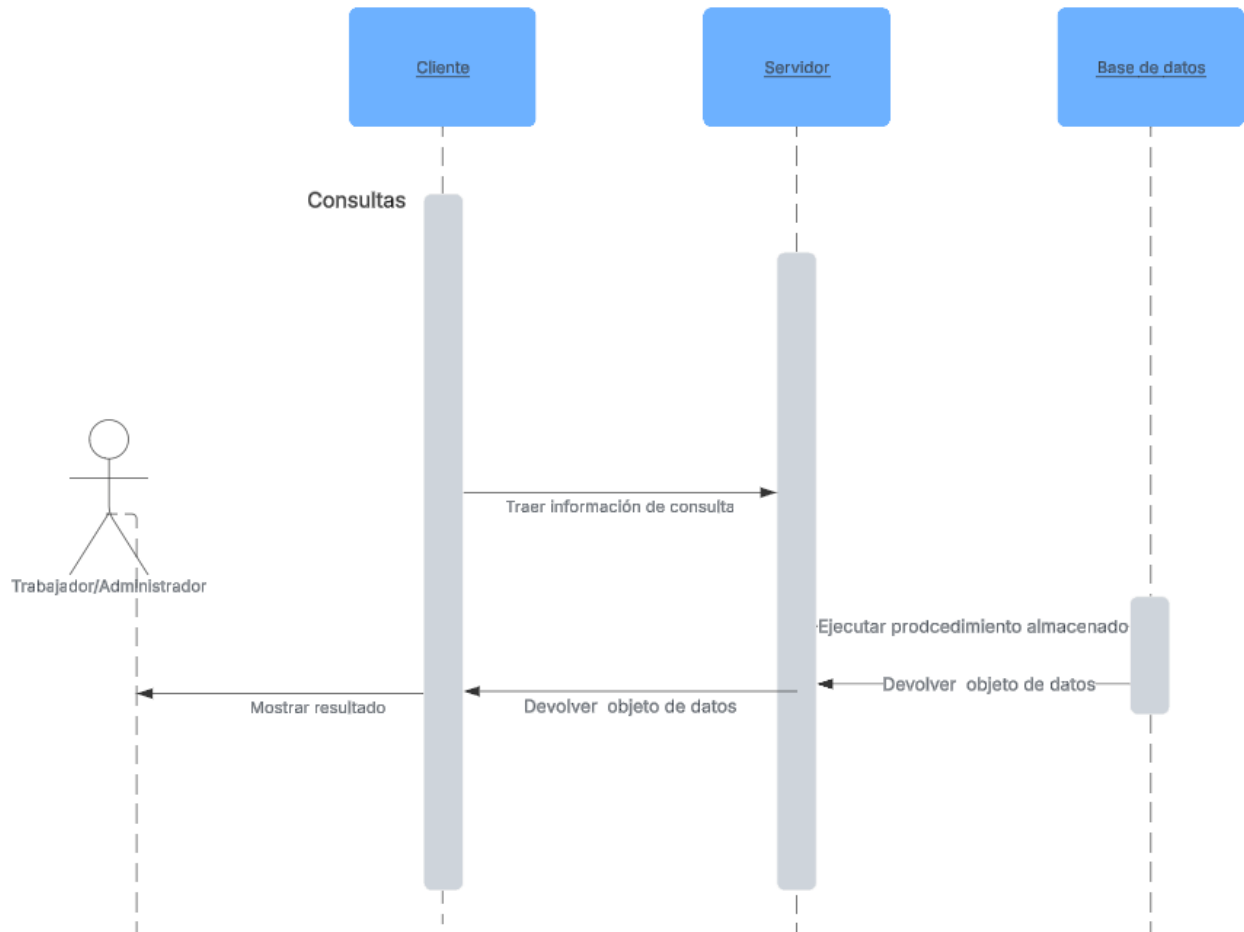 Cliente
Servidor
Base de datos
Consultas
Traer información de consulta
Trabajador/Administrador
Ejecutar prodcedimiento almacenado
Devolver objeto de datos
Mostrar resultado
Devolver objeto de datos